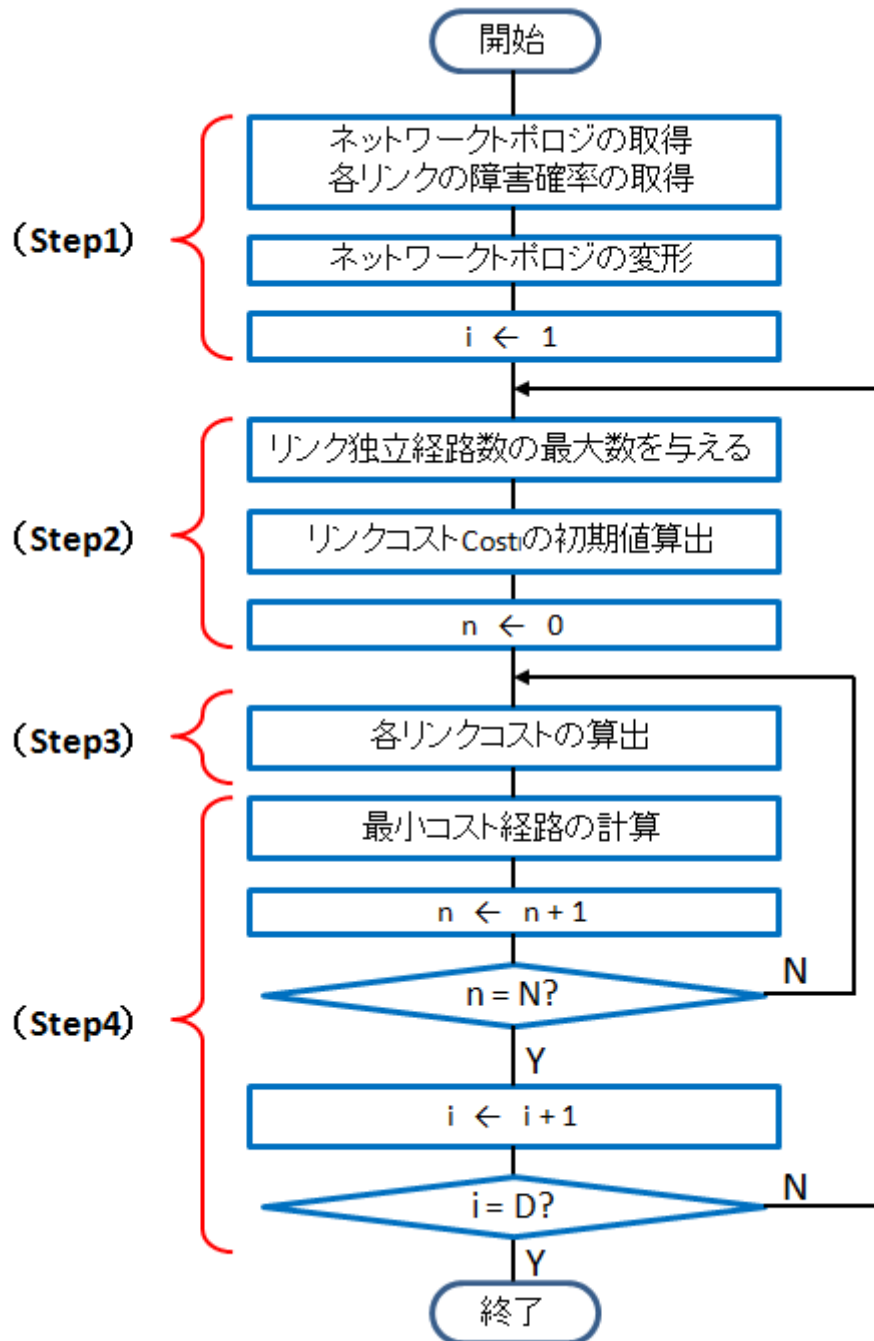 開始
ネットワークトポロジの取得
各リンクの障害確率の取得
(Step1)
ネットワークトポロジの変形
i ← 1
リンク独立経路数の最大数を与える
(Step2)
リンクコストCostlの初期値算出
n ← 0
(Step3)
各リンクコストの算出
最小コスト経路の計算
n ← n + 1
n = N?
N
(Step4)
Y
i ← i + 1
i = D?
N
Y
終了